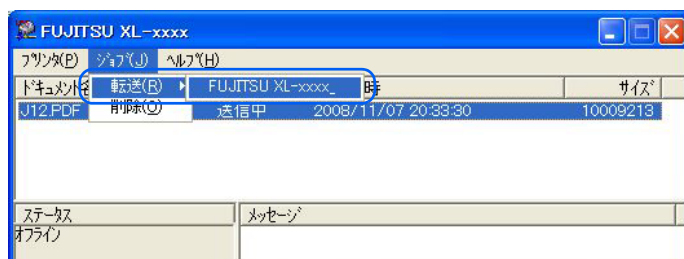 FUJITSU XL-xxxx
プリンタ(P) ジョブ(J) ヘルプ(H)
ドキュメント 時 サイズ
転送(R) FUJITSU XL-xxxx_
J12.PDF 削除(O) 送信中 2008/11/07 20:33:30 10009213
ステータス メッセージ
オフライン